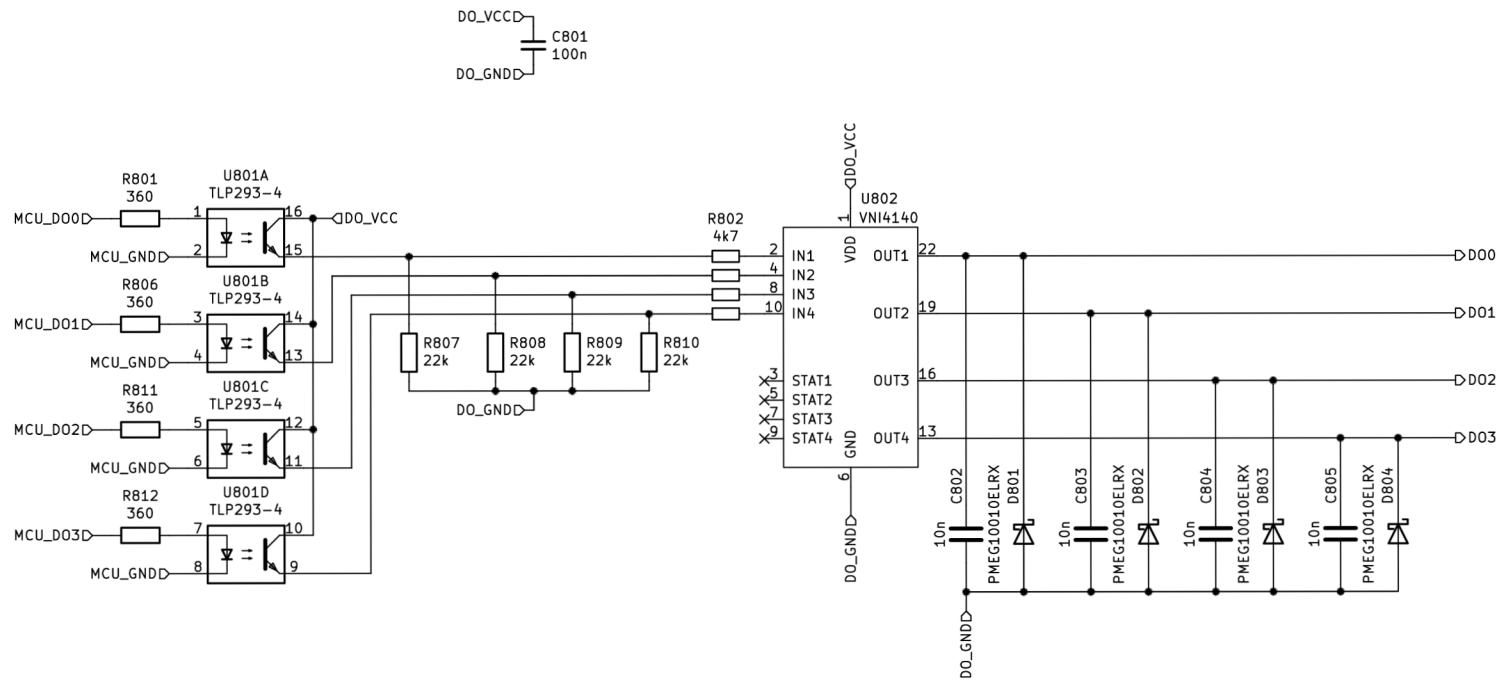 DO_VCC
C801
100n
DO_GND
DO_VCC
U802
VNI4140
1
VDD
R801
360
U801A
TLP293-4
MCU_DO0
1
16
DO_VCC
MCU_GND
2
15
R802
4k7
2
IN1
OUT1
22
DO0
4
IN2
8
IN3
10
IN4
OUT2
19
DO1
R806
360
U801B
TLP293-4
MCU_DO1
3
14
MCU_GND
4
13
R807
22k
R808
22k
R809
22k
R810
22k
DO_GND
3
STAT1
OUT3
16
DO2
5
STAT2
7
STAT3
9
STAT4
OUT4
13
DO3
GND
6
DO_GND
R811
360
U801C
TLP293-4
MCU_DO2
5
12
MCU_GND
6
11
R812
360
U801D
TLP293-4
MCU_DO3
7
10
MCU_GND
8
9
C802
10n
D801
PMEG10010ELRX
C803
10n
D802
PMEG10010ELRX
C804
10n
D803
PMEG10010ELRX
C805
10n
D804
PMEG10010ELRX
DO_GND